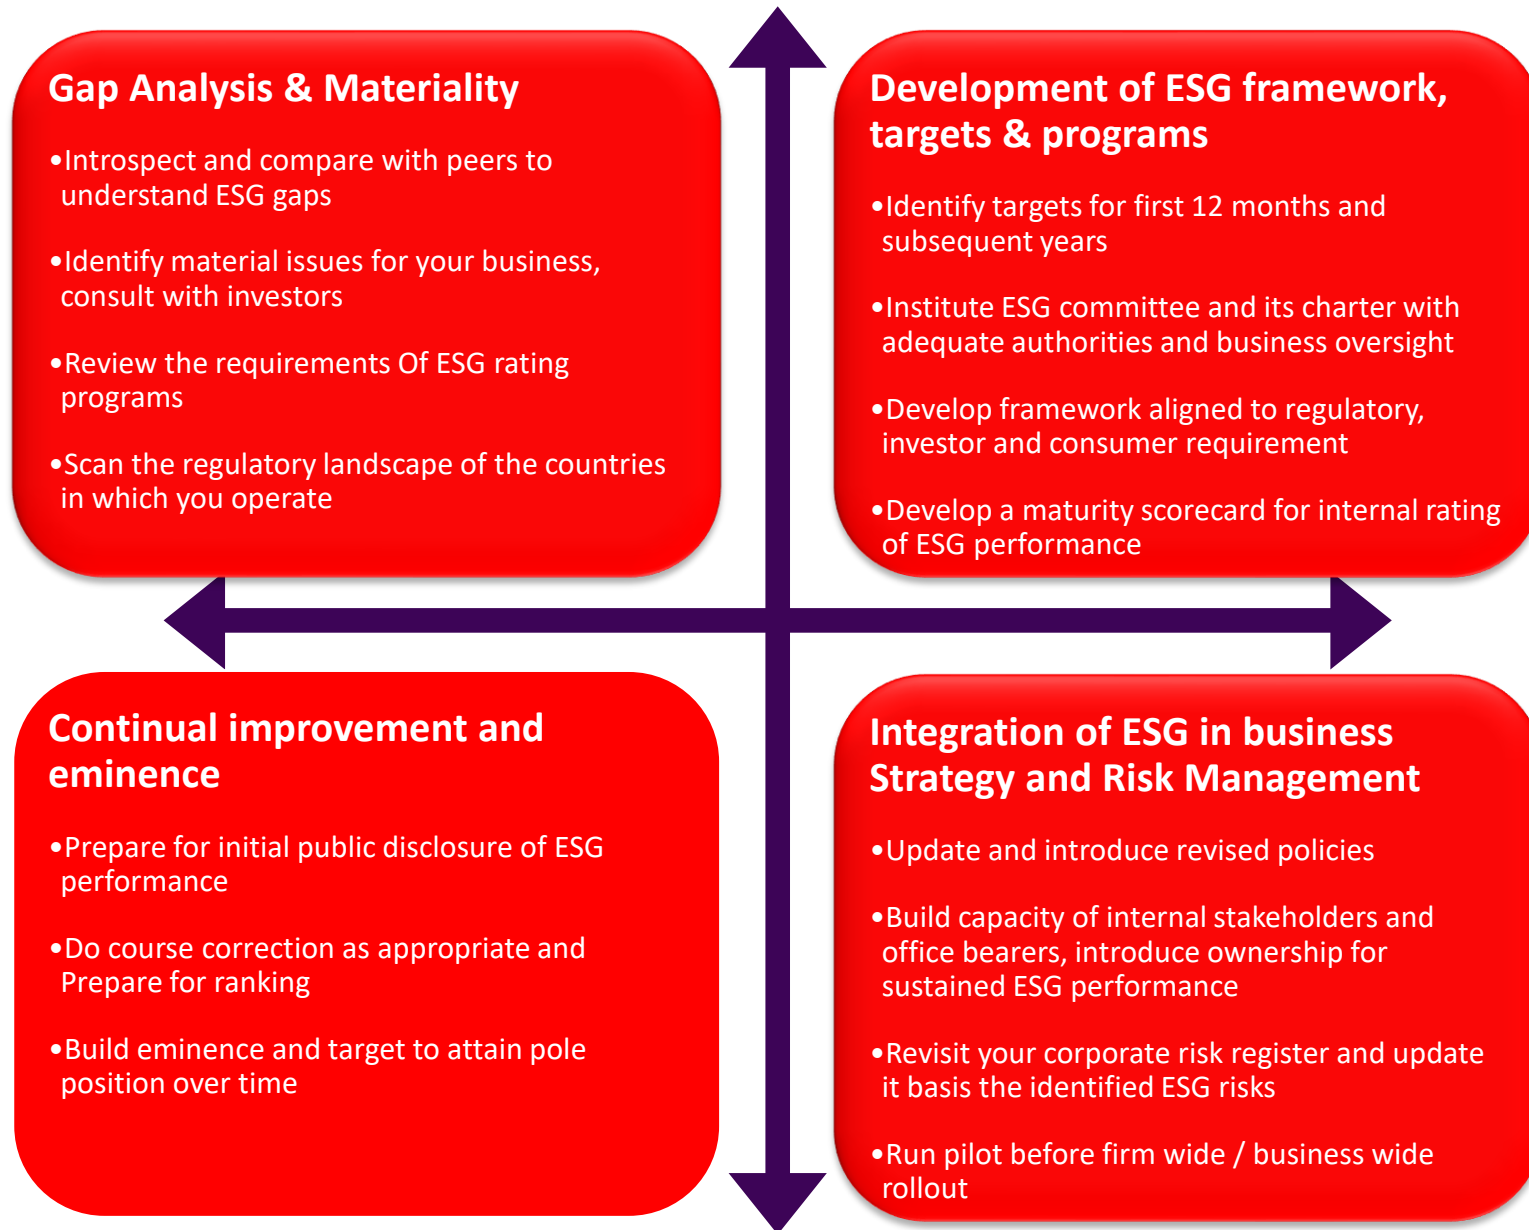 Gap Analysis & Materiality
•Introspect and compare with peers to
understand ESG gaps
•Identify material issues for your business,
consult with investors
•Review the requirements Of ESG rating
programs
•Scan the regulatory landscape of the countries
in which you operate
Development of ESG framework,
targets & programs
•Identify targets for first 12 months and
subsequent years
•Institute ESG committee and its charter with
adequate authorities and business oversight
•Develop framework aligned to regulatory,
investor and consumer requirement
•Develop a maturity scorecard for internal rating
of ESG performance
Continual improvement and
eminence
•Prepare for initial public disclosure of ESG
performance
•Do course correction as appropriate and
Prepare for ranking
•Build eminence and target to attain pole
position over time
Integration of ESG in business
Strategy and Risk Management
•Update and introduce revised policies
•Build capacity of internal stakeholders and
office bearers, introduce ownership for
sustained ESG performance
•Revisit your corporate risk register and update
it basis the identified ESG risks
•Run pilot before firm wide / business wide
rollout